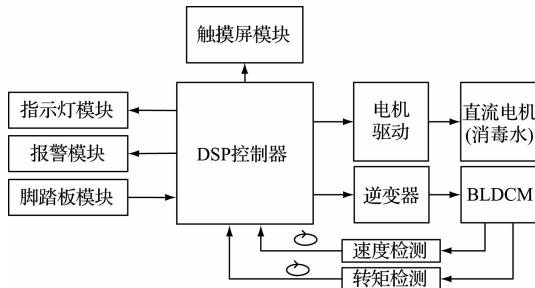 触摸屏模块
指示灯模块
报警模块
脚踏板模块
DSP控制器
电机
驱动
直流电机
(消毒水)
逆变器
BLDCM
速度检测
转矩检测